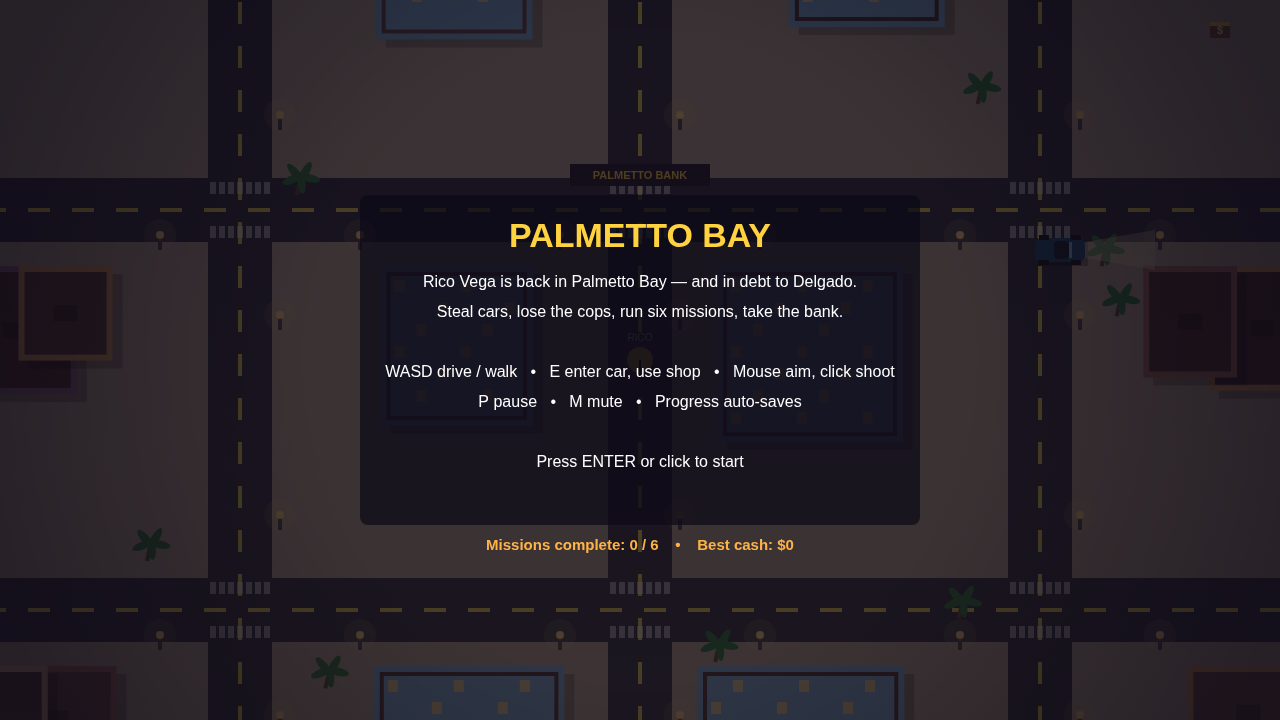 $
PALMETTO BANK
PALMETTO BAY
Rico Vega is back in Palmetto Bay — and in debt to Delgado.
Steal cars, lose the cops, run six missions, take the bank.
RICO
WASD drive / walk • E enter car, use shop • Mouse aim, click shoot
P pause • M mute • Progress auto-saves
Press ENTER or click to start
Missions complete: 0 / 6 • Best cash: $0